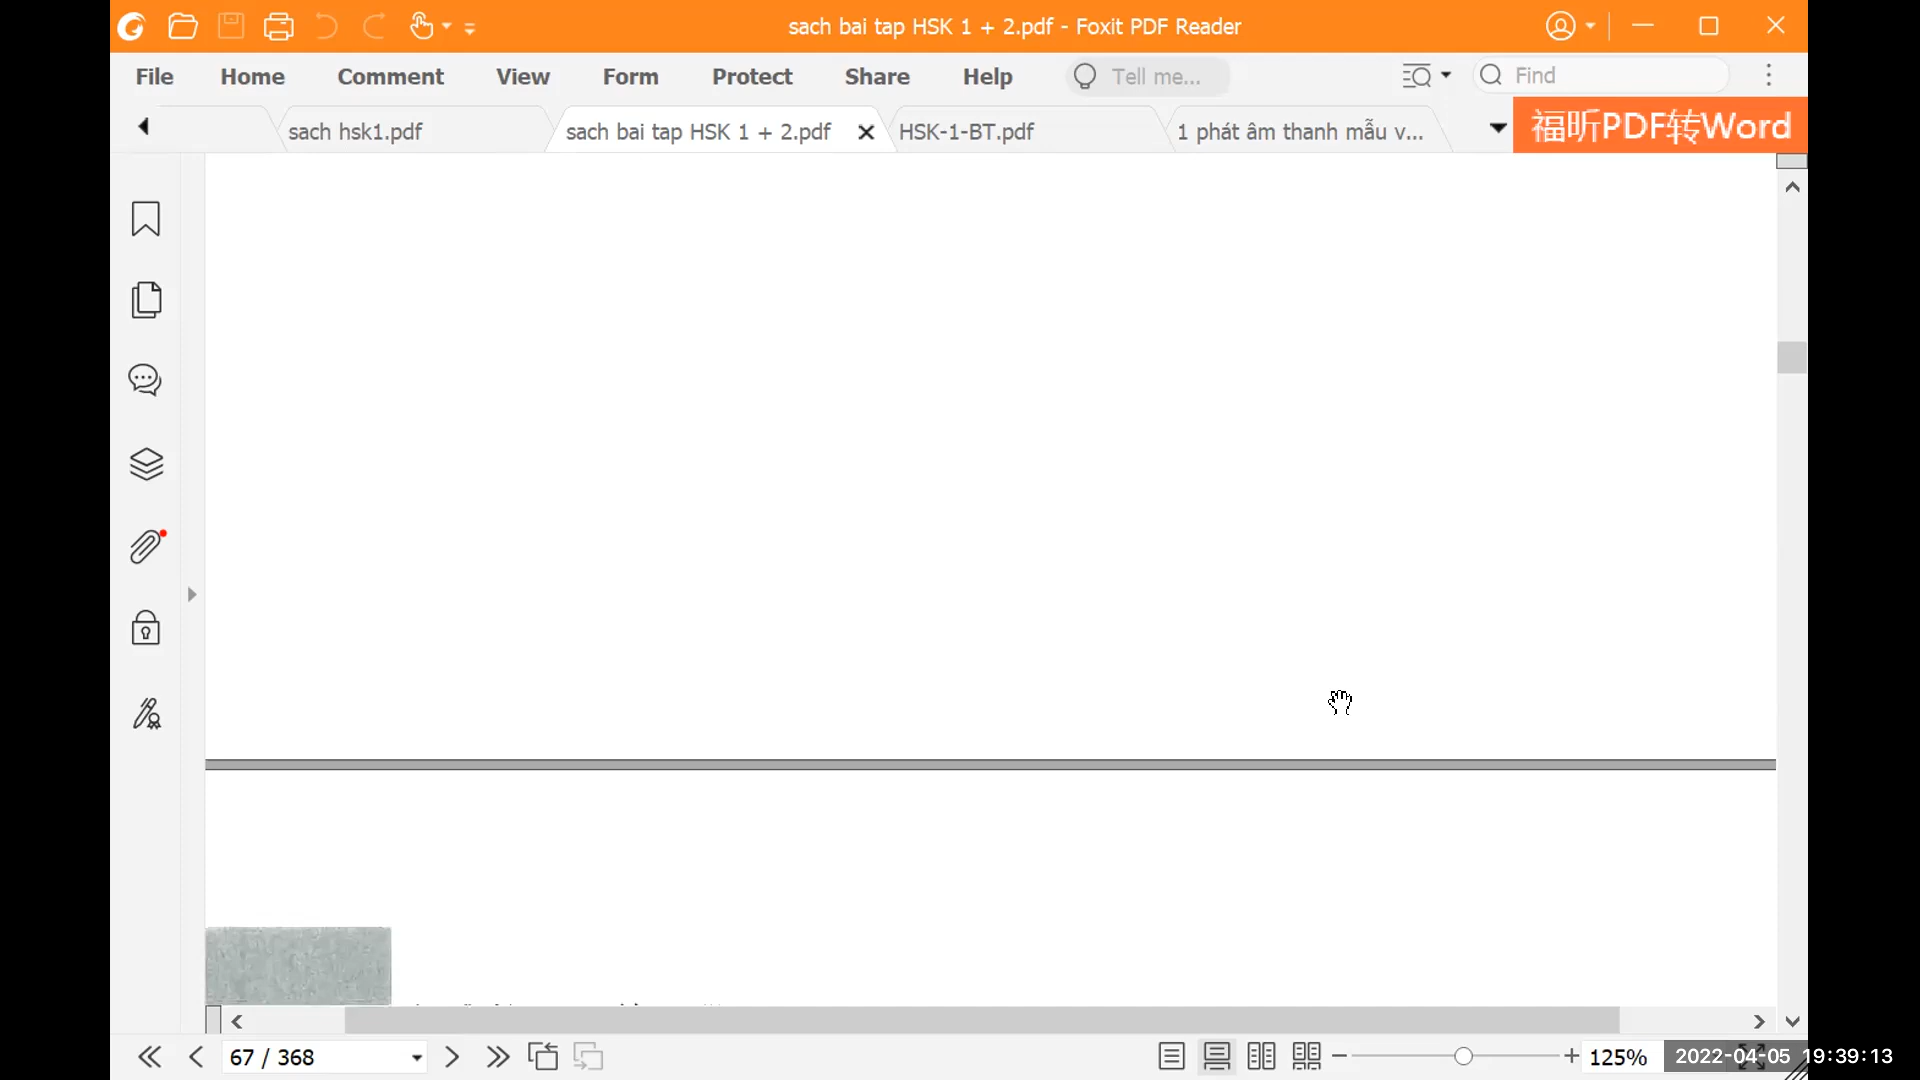 sach bai tap HSK 1 + 2.pdf - Foxit PDF Reader
File Home Comment View Form Protect Share Help Tell me... Find
sach hsk1.pdf sach bai tap HSK 1 + 2.pdf HSK-1-BT.pdf 1 phát âm thanh mẫu v... 福昕PDF转Word
67 / 368 125% 2022-04-05 19:39:13